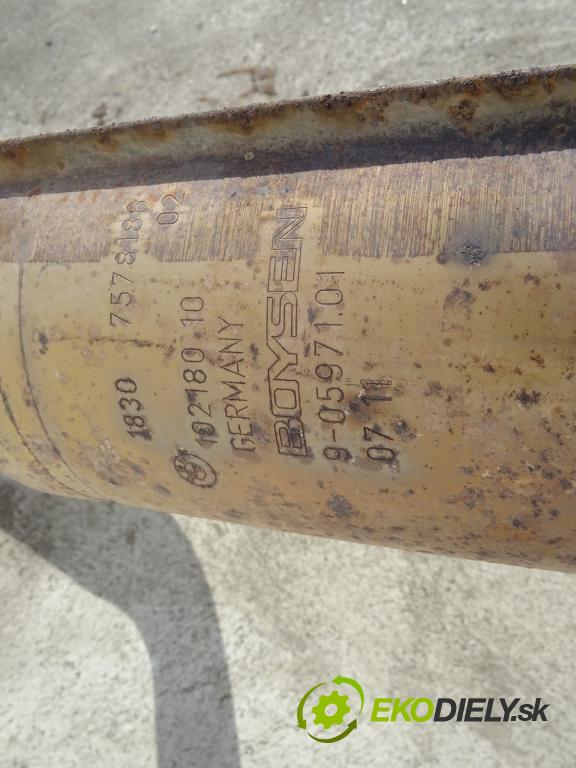 1830 7578186
02
102180 10
GERMANY
BOYSEN
9-05971.01
07 11
EKODIELY.sk